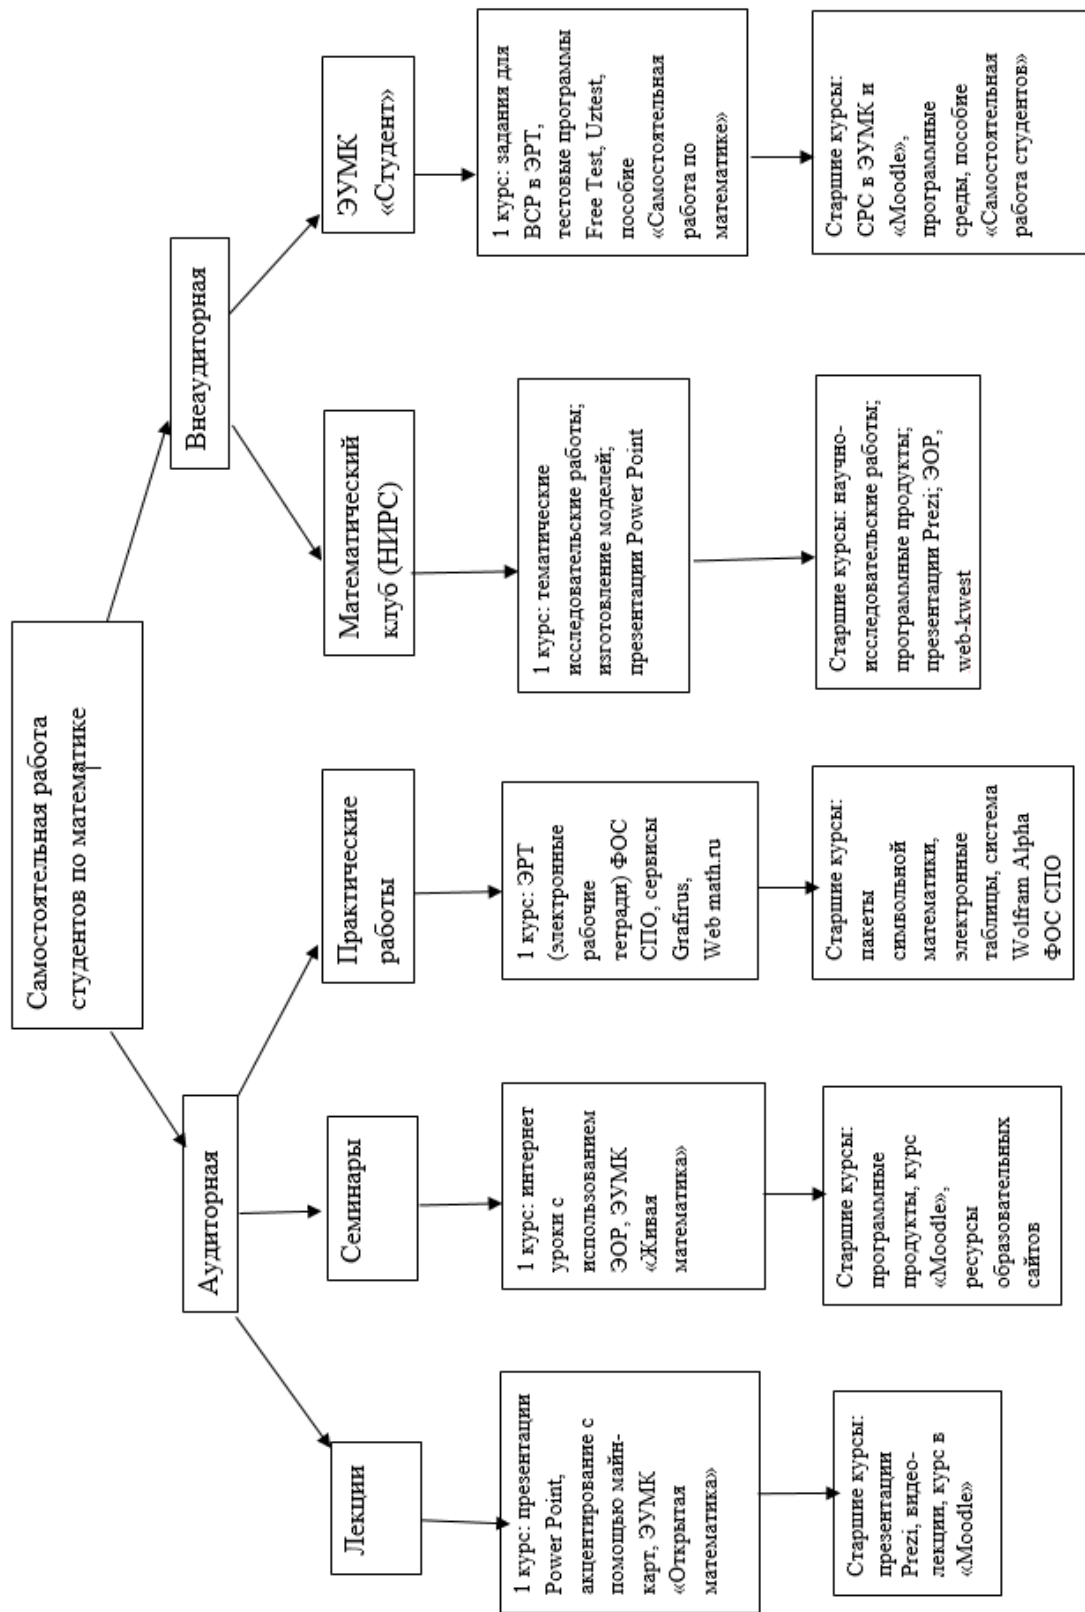 Самостоятельная работа
студентов по математике
Аудиторная
Внеаудиторная
Лекции
Семинары
Практические
работы
Математический
клуб (НИРС)
ЭУМК
«Студент»
1 курс: презентации
Power Point,
акцентирование с
помощью майн-
карт, ЭУМК
«Открытая
математика»
1 курс: интернет
уроки с
использованием
ЭОР, ЭУМК
«Живая
математика»
1 курс: ЭРТ
(электронные
рабочие
тетради) ФОС
СПО, сервисы
Grafirus,
Web math.ru
1 курс: тематические
исследовательские работы;
изготовление моделей;
презентации Power Point
1 курс: задания для
ВСР в ЭРТ,
тестовые программы
Free Test, Uztest,
пособие
«Самостоятельная
работа по
математике»
Старшие курсы:
презентации
Prezi, видео-
лекции, курс в
«Moodle»
Старшие курсы:
программные
продукты, курс
«Moodle»,
ресурсы
образовательных
сайтов
Старшие курсы:
пакеты
символьной
математики,
электронные
таблицы, система
Wolfram Alpha
ФОС СПО
Старшие курсы: научно-
исследовательские работы;
программные продукты;
презентации Prezi; ЭОР,
web-kwest
Старшие курсы:
СРС в ЭУМК и
«Moodle»,
программные
среды, пособие
«Самостоятельная
работа студентов»